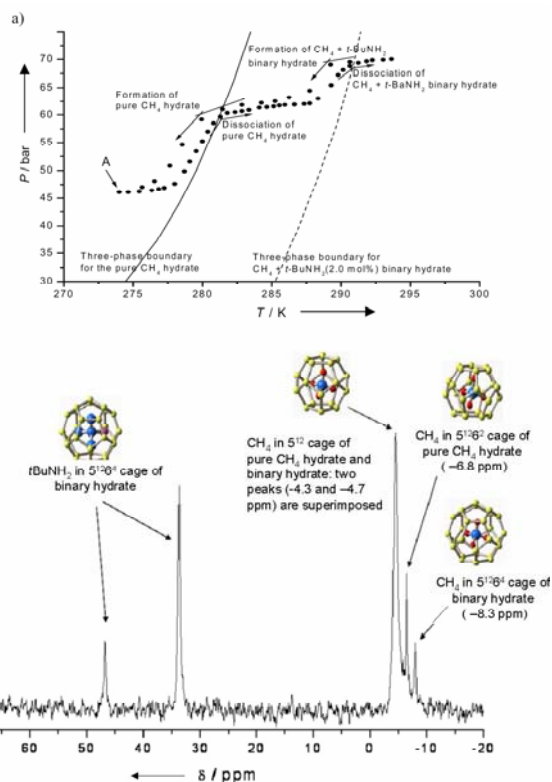 a)
75
70
65
60
55
50
45
40
35
30
P / bar
Formation of CH4 + t-BuNH2
binary hydrate
Formation of
pure CH4 hydrate
Dissociation of
CH4 + t-BaNH2 binary hydrate
Dissociation of
pure CH4 hydrate
A
Three-phase boundary
for the pure CH4 hydrate
Three-phase boundary for
CH4 + t-BuNH2(2.0 mol%) binary hydrate
270 275 280 285 290 295 300
T / K
tBuNH2 in 5¹²6⁴ cage of
binary hydrate
CH4 in 5¹² cage of
pure CH4 hydrate and
binary hydrate: two
peaks (-4.3 and –4.7
ppm) are superimposed
CH4 in 5¹²6² cage of
pure CH4 hydrate
( –6.8 ppm)
CH4 in 5¹²6⁴ cage of
binary hydrate
( –8.3 ppm)
60 50 40 30 20 10 0 -10 -20
δ / ppm